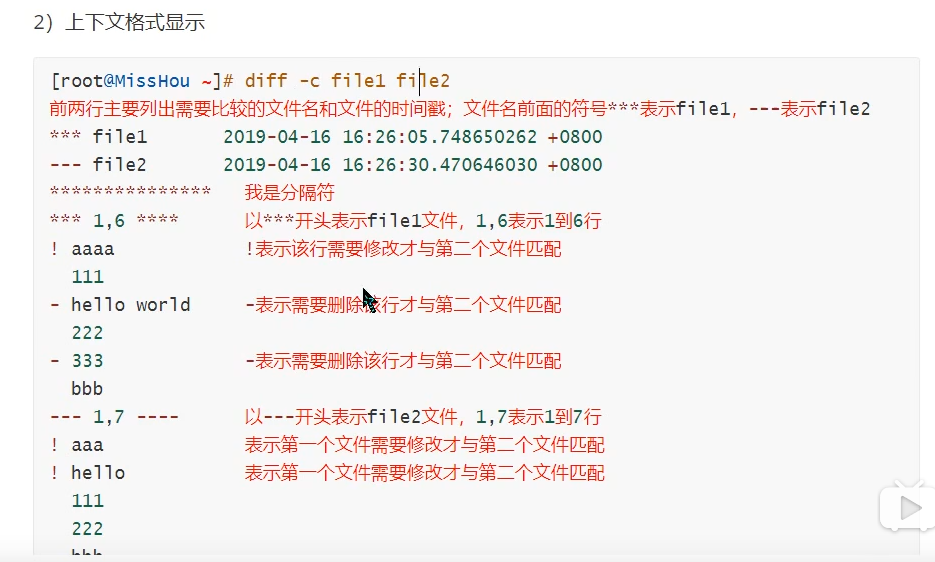 2）上下文格式显示
[root@MissHou ~]# diff -c file1 file2
前两行主要列出需要比较的文件名和文件的时间戳；文件名前面的符号***表示file1，---表示file2
*** file1       2019-04-16 16:26:05.748650262 +0800
--- file2       2019-04-16 16:26:30.470646030 +0800
***************   我是分隔符
*** 1,6 ****      以***开头表示file1文件，1,6表示1到6行
! aaaa            !表示该行需要修改才与第二个文件匹配
  111
- hello world     -表示需要删除该行才与第二个文件匹配
  222
- 333             -表示需要删除该行才与第二个文件匹配
  bbb
--- 1,7 ----      以---开头表示file2文件，1,7表示1到7行
! aaa             表示第一个文件需要修改才与第二个文件匹配
! hello           表示第一个文件需要修改才与第二个文件匹配
  111
  222